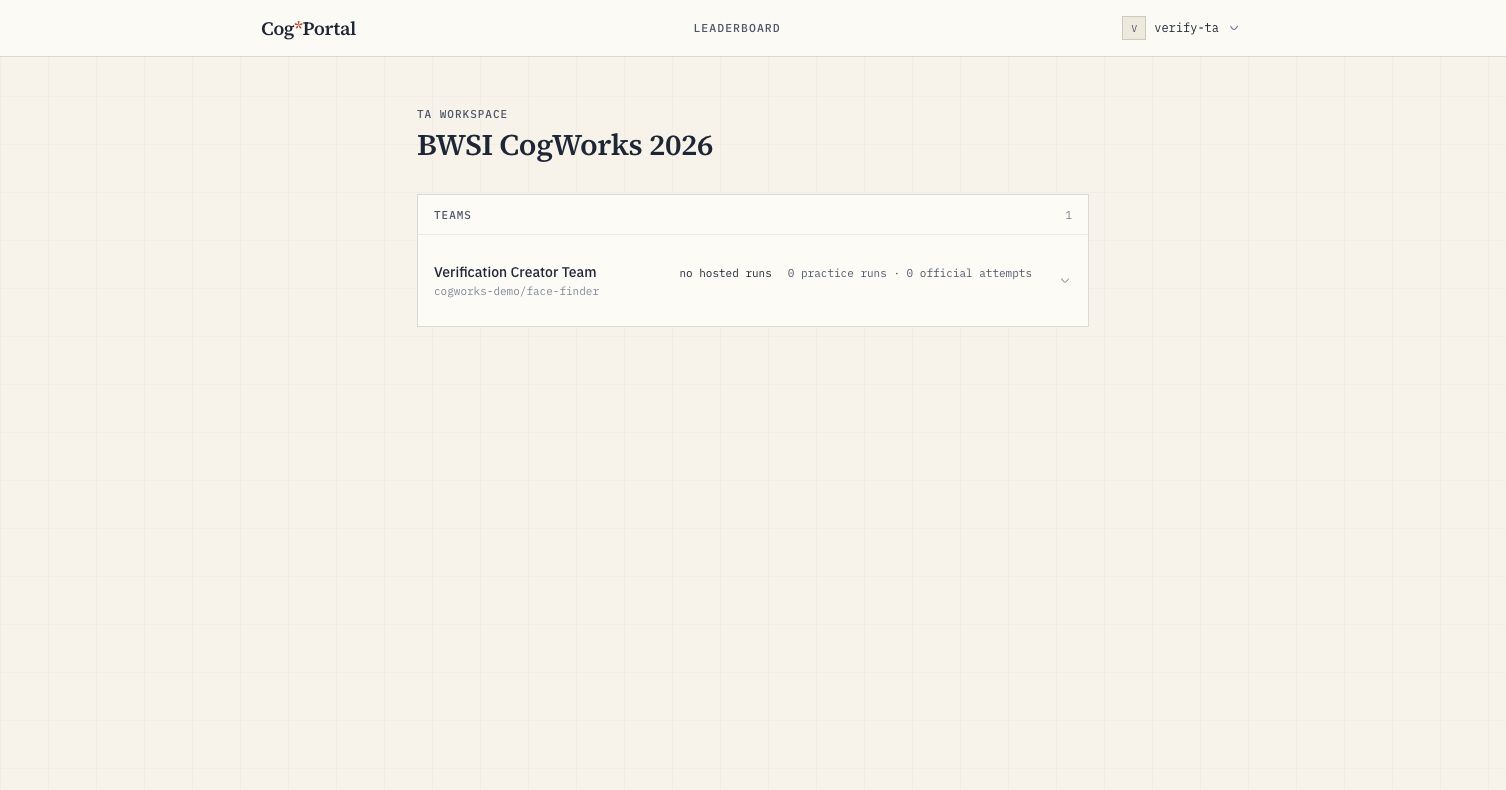 Cog*Portal
LEADERBOARD
V
verify-ta
TA WORKSPACE
BWSI CogWorks 2026
TEAMS
1
Verification Creator Team
no hosted runs
0 practice runs · 0 official attempts
cogworks-demo/face-finder